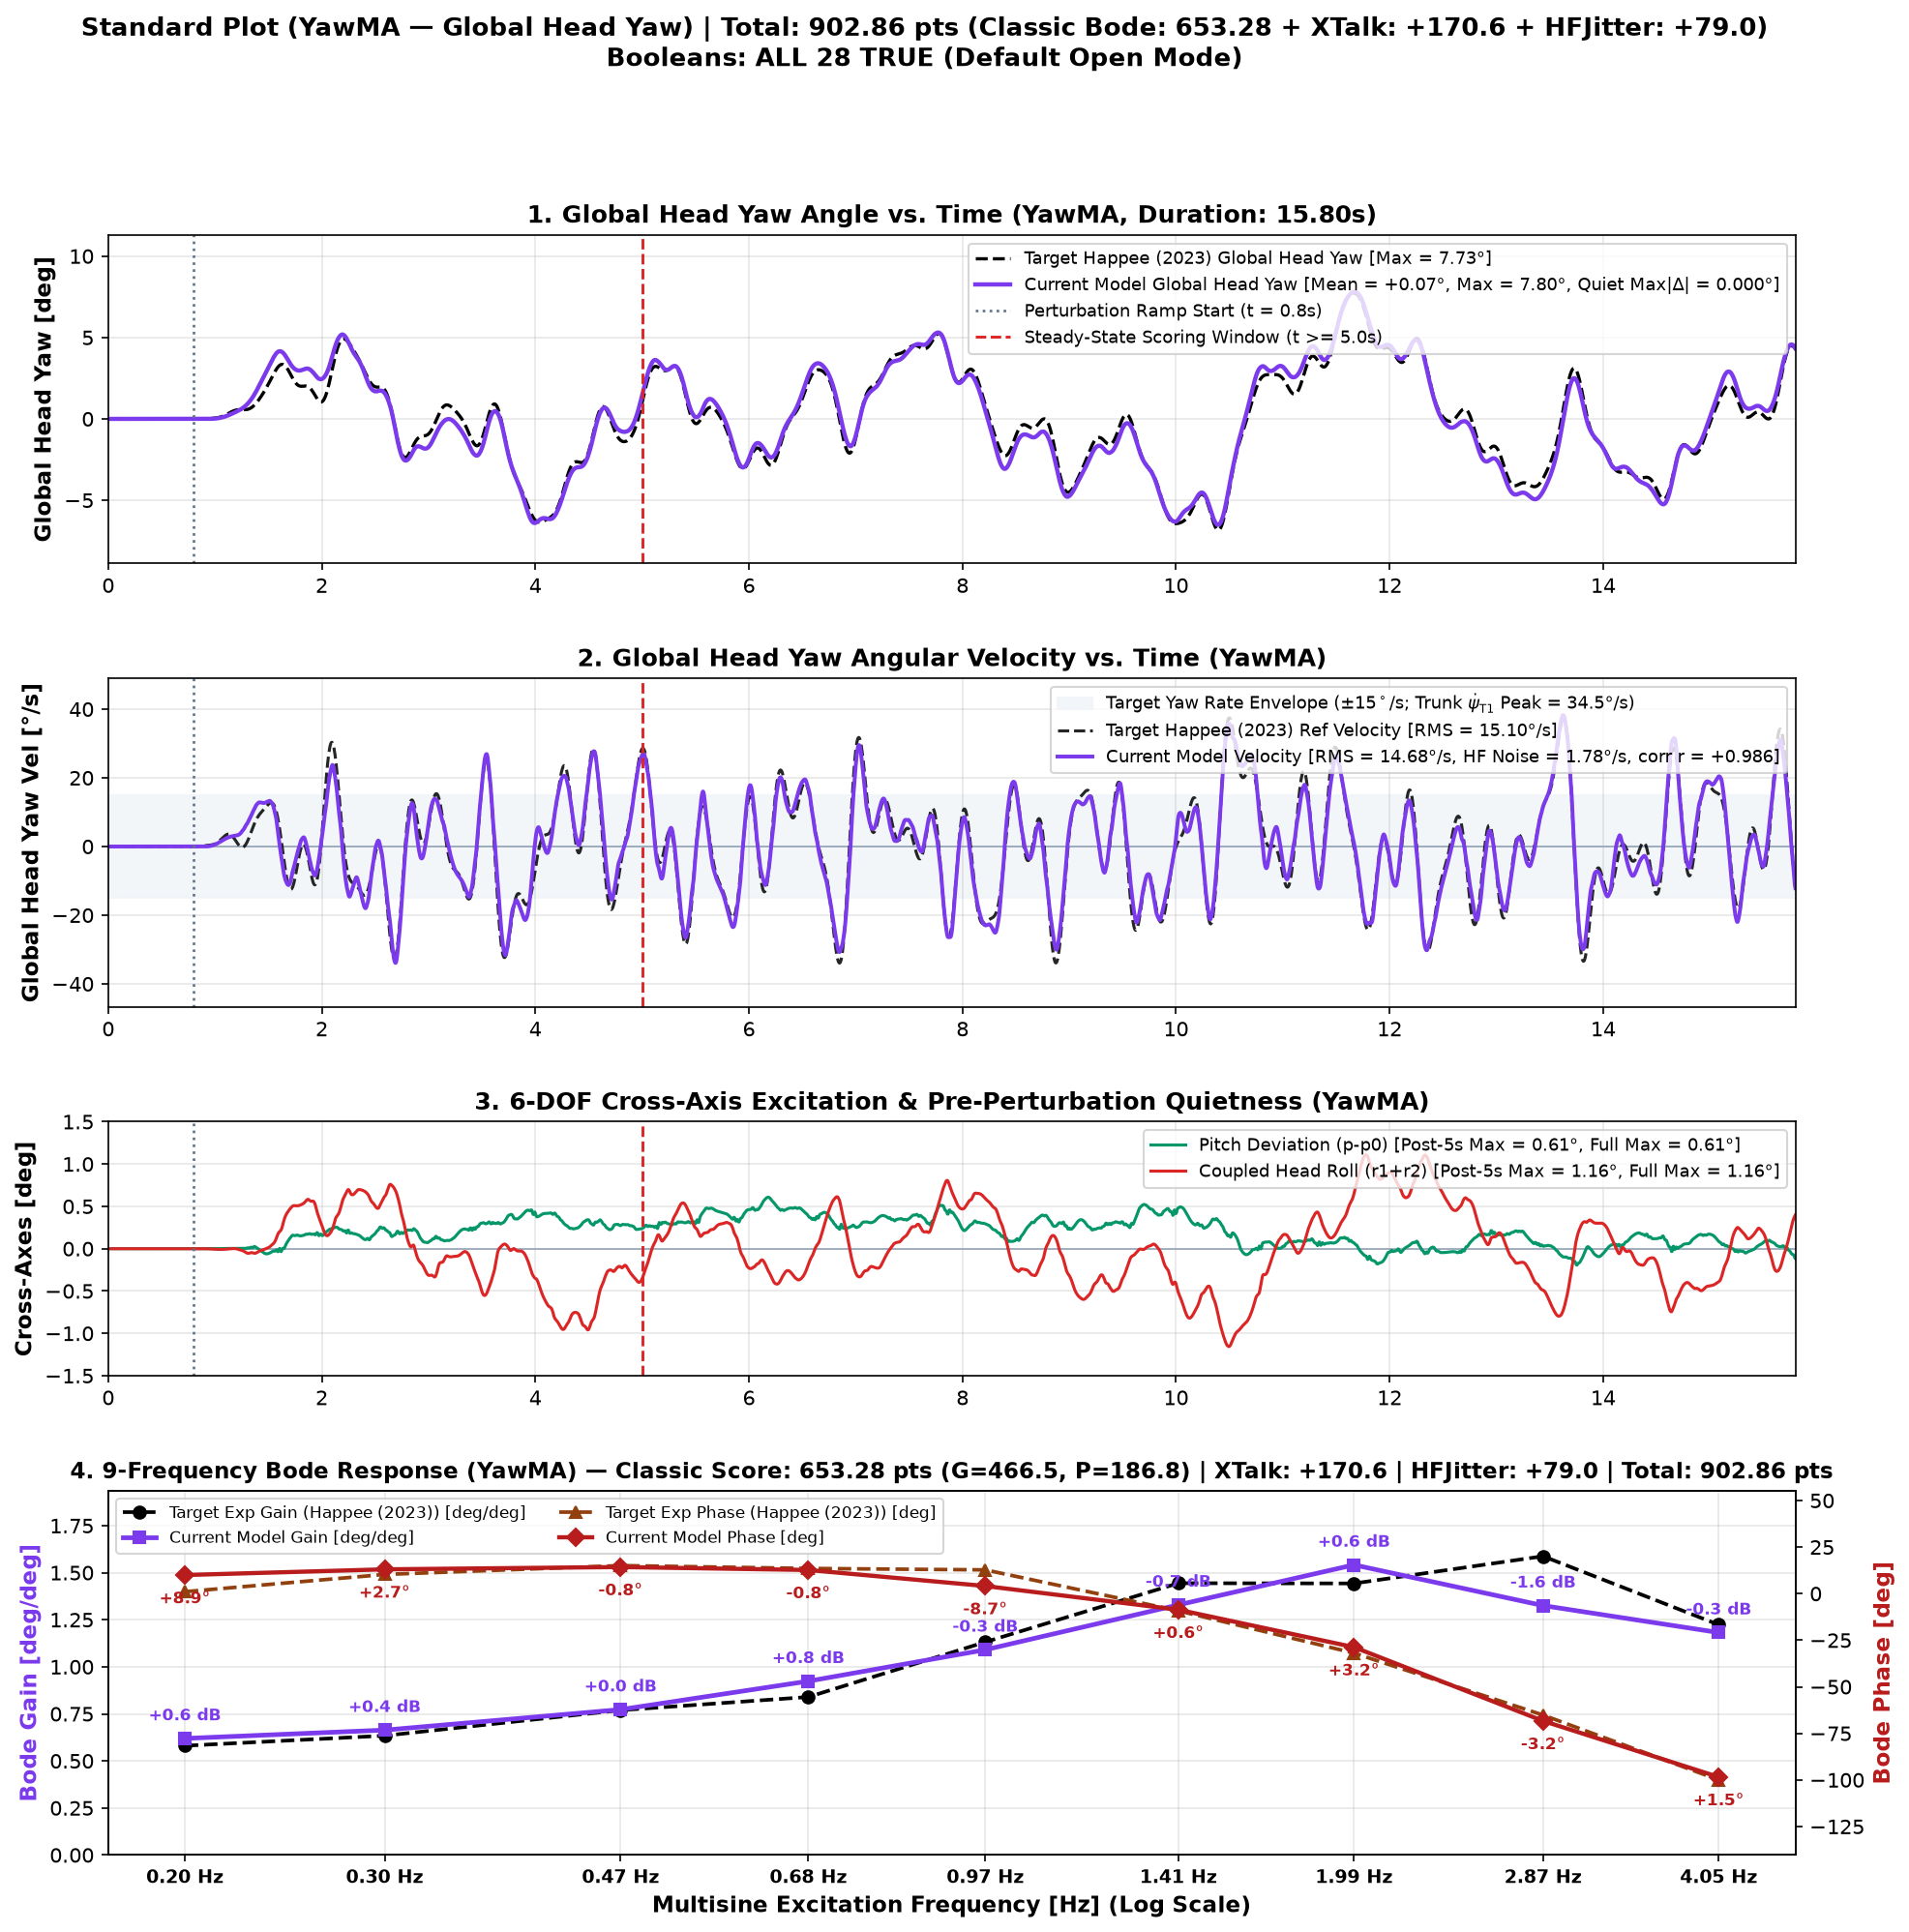 Standard Plot (YawMA — Global Head Yaw) | Total: 902.86 pts (Classic Bode: 653.28 + XTalk: +170.6 + HFJitter: +79.0)
Booleans: ALL 28 TRUE (Default Open Mode)
1. Global Head Yaw Angle vs. Time (YawMA, Duration: 15.80s)
Global Head Yaw [deg]
10
5
0
−5
Target Happee (2023) Global Head Yaw [Max = 7.73°]
Current Model Global Head Yaw [Mean = +0.07°, Max = 7.80°, Quiet Max|Δ| = 0.000°]
Perturbation Ramp Start (t = 0.8s)
Steady-State Scoring Window (t >= 5.0s)
0 2 4 6 8 10 12 14
2. Global Head Yaw Angular Velocity vs. Time (YawMA)
Global Head Yaw Vel [°/s]
40
20
0
−20
−40
Target Yaw Rate Envelope (±15°/s; Trunk ψ̇T1 Peak = 34.5°/s)
Target Happee (2023) Ref Velocity [RMS = 15.10°/s]
Current Model Velocity [RMS = 14.68°/s, HF Noise = 1.78°/s, corr r = +0.986]
0 2 4 6 8 10 12 14
3. 6-DOF Cross-Axis Excitation & Pre-Perturbation Quietness (YawMA)
Cross-Axes [deg]
1.5
1.0
0.5
0.0
−0.5
−1.0
−1.5
Pitch Deviation (p-p0) [Post-5s Max = 0.61°, Full Max = 0.61°]
Coupled Head Roll (r1+r2) [Post-5s Max = 1.16°, Full Max = 1.16°]
0 2 4 6 8 10 12 14
4. 9-Frequency Bode Response (YawMA) — Classic Score: 653.28 pts (G=466.5, P=186.8) | XTalk: +170.6 | HFJitter: +79.0 | Total: 902.86 pts
Bode Gain [deg/deg]
1.75
1.50
1.25
1.00
0.75
0.50
0.25
0.00
Target Exp Gain (Happee (2023)) [deg/deg]
Current Model Gain [deg/deg]
Target Exp Phase (Happee (2023)) [deg]
Current Model Phase [deg]
+0.6 dB
+0.4 dB
+0.0 dB
+0.8 dB
-0.3 dB
-0.7 dB
+0.6 dB
-1.6 dB
-0.3 dB
+8.9°
+2.7°
-0.8°
-0.8°
-8.7°
+0.6°
+3.2°
-3.2°
+1.5°
50
25
0
−25
−50
−75
−100
−125
Bode Phase [deg]
0.20 Hz 0.30 Hz 0.47 Hz 0.68 Hz 0.97 Hz 1.41 Hz 1.99 Hz 2.87 Hz 4.05 Hz
Multisine Excitation Frequency [Hz] (Log Scale)